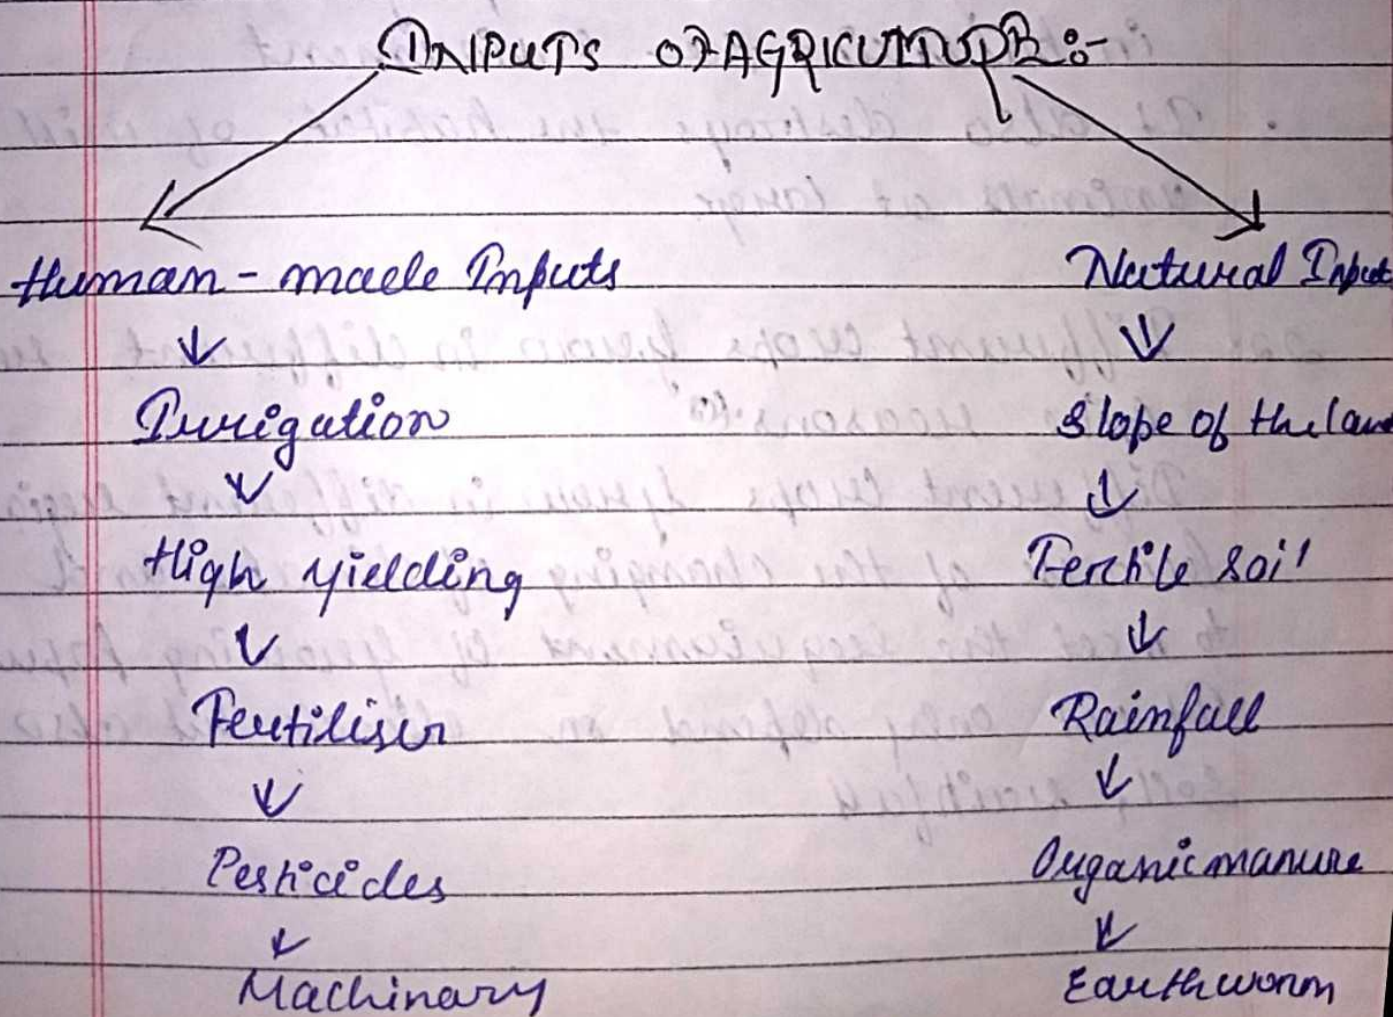 INPUTS OF AGRICULTURE :-
Human - made Inputs
Natural Input
Irrigation
Slope of the land
High yielding
Fertile soil
Fertiliser
Rainfall
Pesticides
Organic manure
Machinary
Earthworm